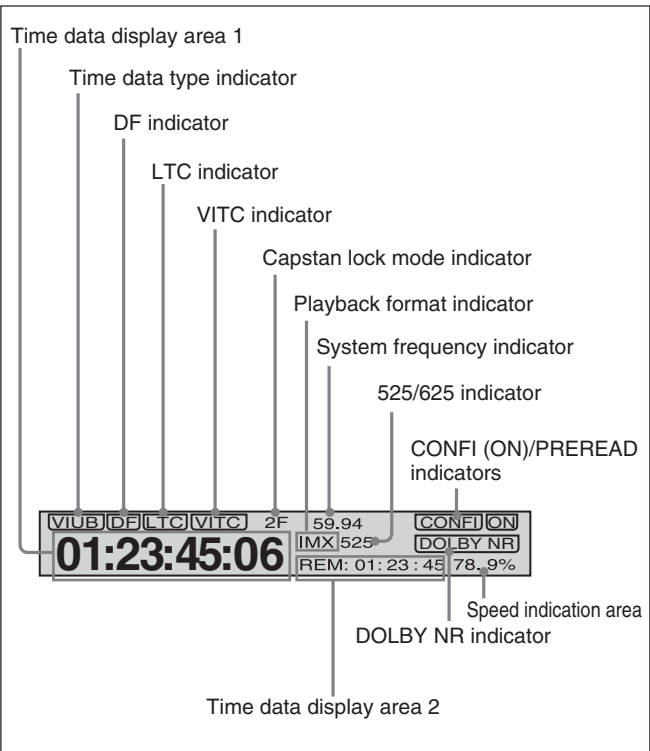 Time data display area 1
Time data type indicator
DF indicator
LTC indicator
VITC indicator
Capstan lock mode indicator
Playback format indicator
System frequency indicator
525/625 indicator
CONFI (ON)/PREREAD
indicators
VIUB DF LTC VITC 2F 59.94 CONFI ON
01:23:45:06 IMX 525 DOLBY NR
REM: 01: 23 : 45 78. 9%
Speed indication area
DOLBY NR indicator
Time data display area 2